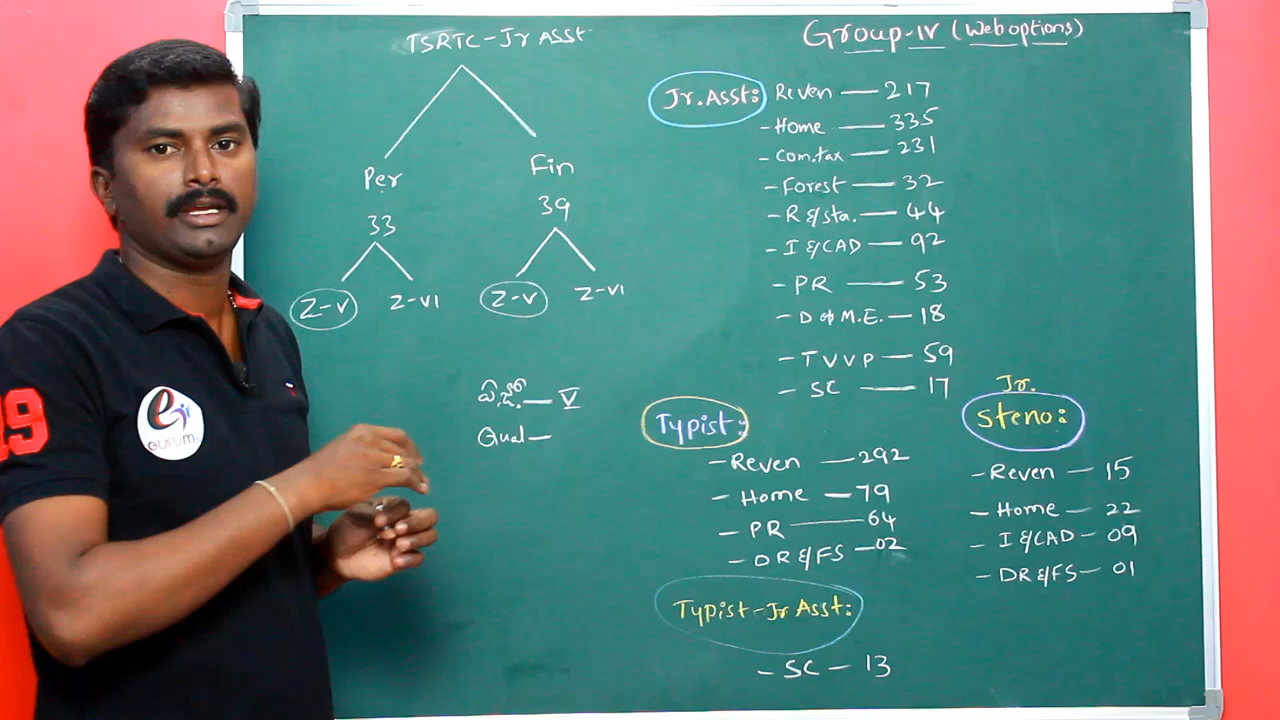 TSRTC-Jr Asst
Per
Fin
33
39
Z-V
Z-VI
Z-V
Z-VI
— V
Qual —
Group-IV (Web options)
Jr. Asst:
Reven — 217
- Home — 335
- Com.tax — 231
- Forest — 32
- R & sta. — 44
- I & CAD — 92
- PR — 53
- D of M.E. — 18
- TVVP — 59
- SC — 17
Typist:
- Reven — 292
- Home — 79
- PR — 64
- DR & FS — 02
Jr.
Steno:
- Reven — 15
- Home — 22
- I & CAD — 09
- DR & FS — 01
Typist-Jr Asst:
- SC — 13
19